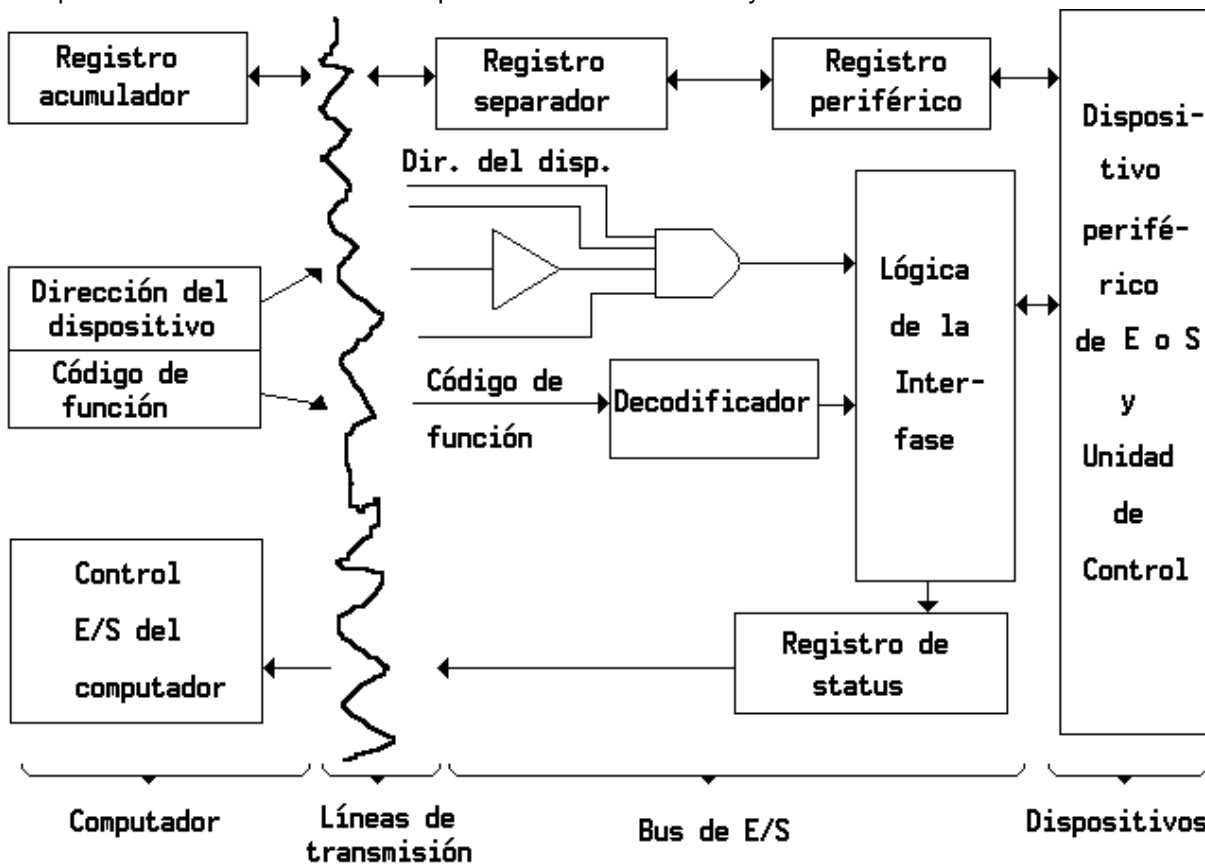 Registro
acumulador
Registro
separador
Registro
periférico
Disposi-
tivo
perifé-
rico
de E o S
y
Unidad
de
Control
Dir. del disp.
Dirección del
dispositivo
Código de
función
Código de
función
Decodificador
Lógica
de la
Inter-
fase
Control
E/S del
computador
Registro de
status
Computador
Líneas de
transmisión
Bus de E/S
Dispositivos